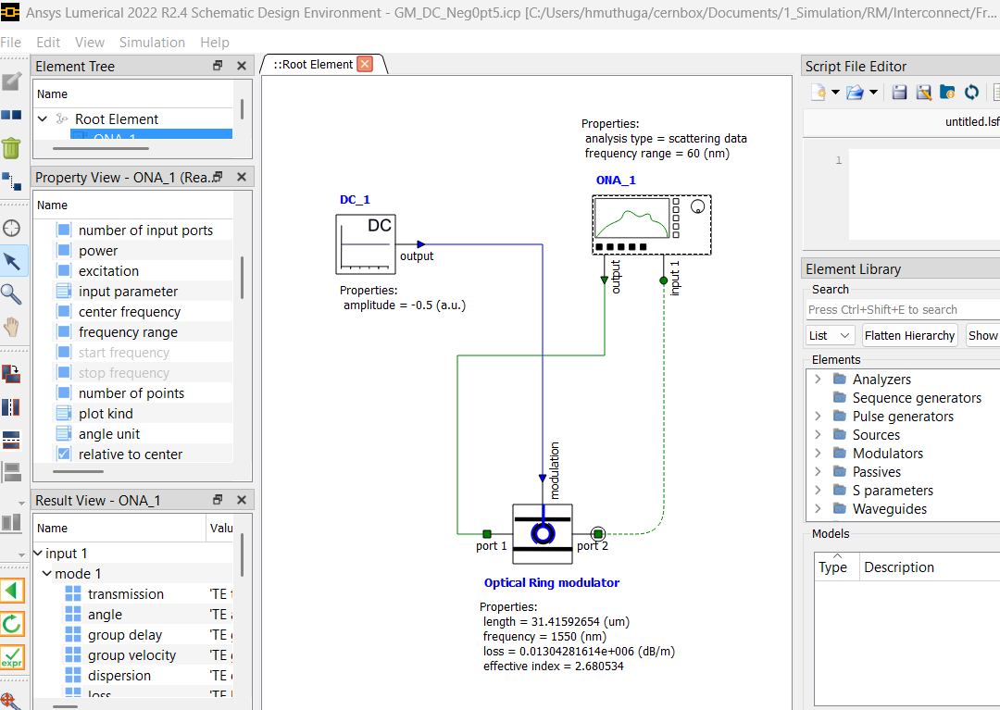 Ansys Lumerical 2022 R2.4 Schematic Design Environment - GM_DC_Neg0pt5.icp [C:/Users/hmuthuga/cernbox/Documents/1_Simulation/RM/Interconnect/Fr...
File Edit View Simulation Help
Element Tree
Name
Root Element
ONA_1
Property View - ONA_1 (Rea...
Name
number of input ports
power
excitation
input parameter
center frequency
frequency range
start frequency
stop frequency
number of points
plot kind
angle unit
relative to center
Result View - ONA_1
Name Valu
input 1
mode 1
transmission 'TE t
angle 'TE a
group delay 'TE g
group velocity 'TE g
dispersion 'TE d
loss 'TE l
expr
::Root Element
Properties:
analysis type = scattering data
frequency range = 60 (nm)
ONA_1
output
input 1
DC_1
DC
output
Properties:
amplitude = -0.5 (a.u.)
modulation
port 1
port 2
Optical Ring modulator
Properties:
length = 31.41592654 (um)
frequency = 1550 (nm)
loss = 0.01304281614e+006 (dB/m)
effective index = 2.680534
Script File Editor
untitled.lsf
1
Element Library
Search
Press Ctrl+Shift+E to search
List Flatten Hierarchy Show
Elements
Analyzers
Sequence generators
Pulse generators
Sources
Modulators
Passives
S parameters
Waveguides
Models
Type Description